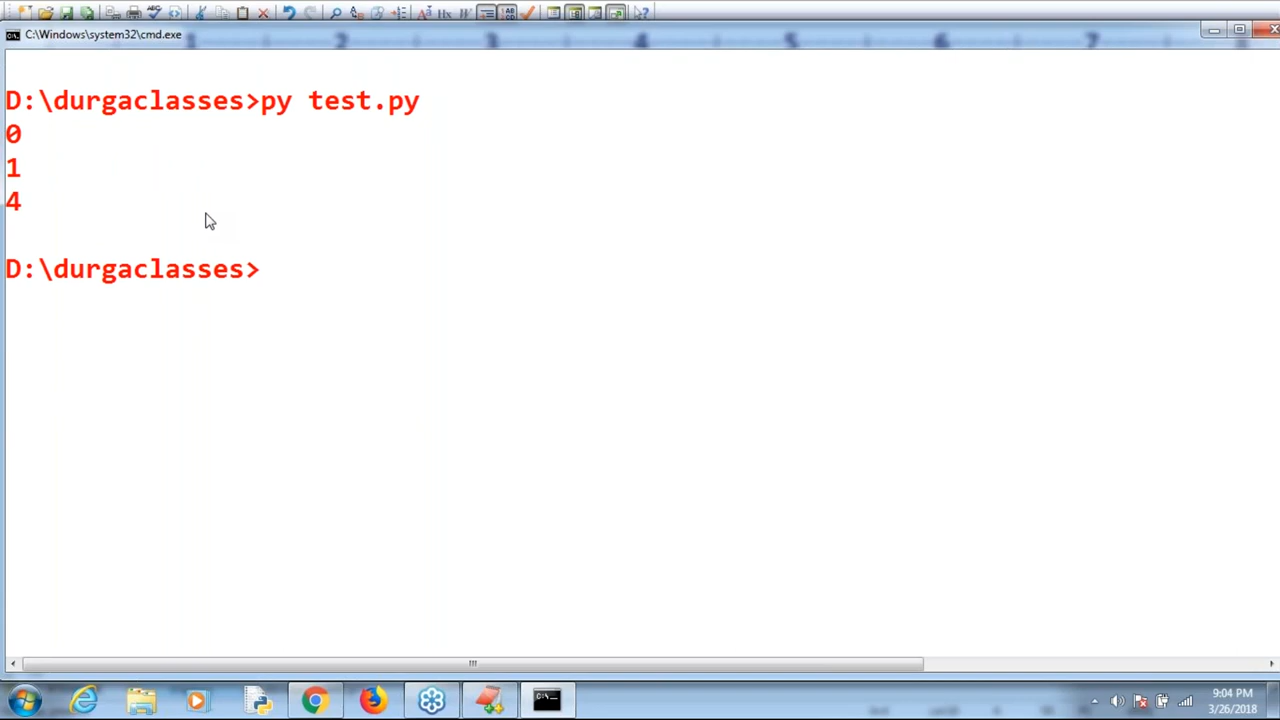 C:\Windows\system32\cmd.exe
D:\durgaclasses>py test.py
0
1
4
D:\durgaclasses>
9:04 PM
3/26/2018